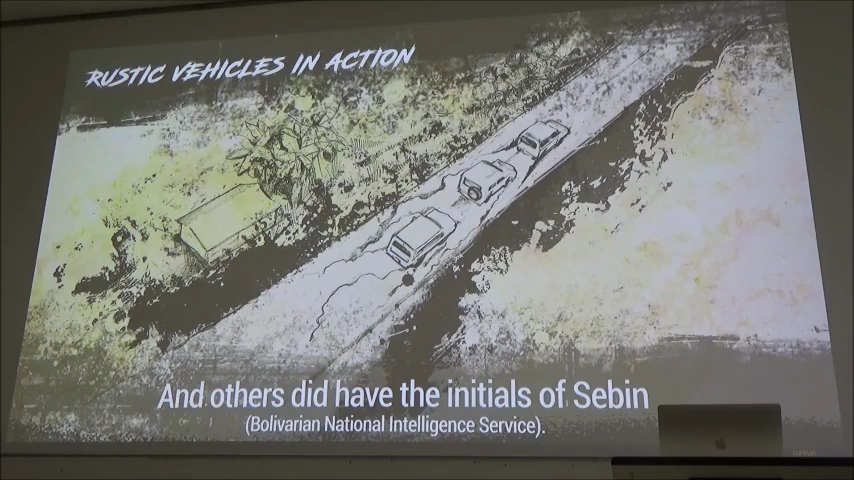 RUSTIC VEHICLES IN ACTION
And others did have the initials of Sebin
(Bolivarian National Intelligence Service).